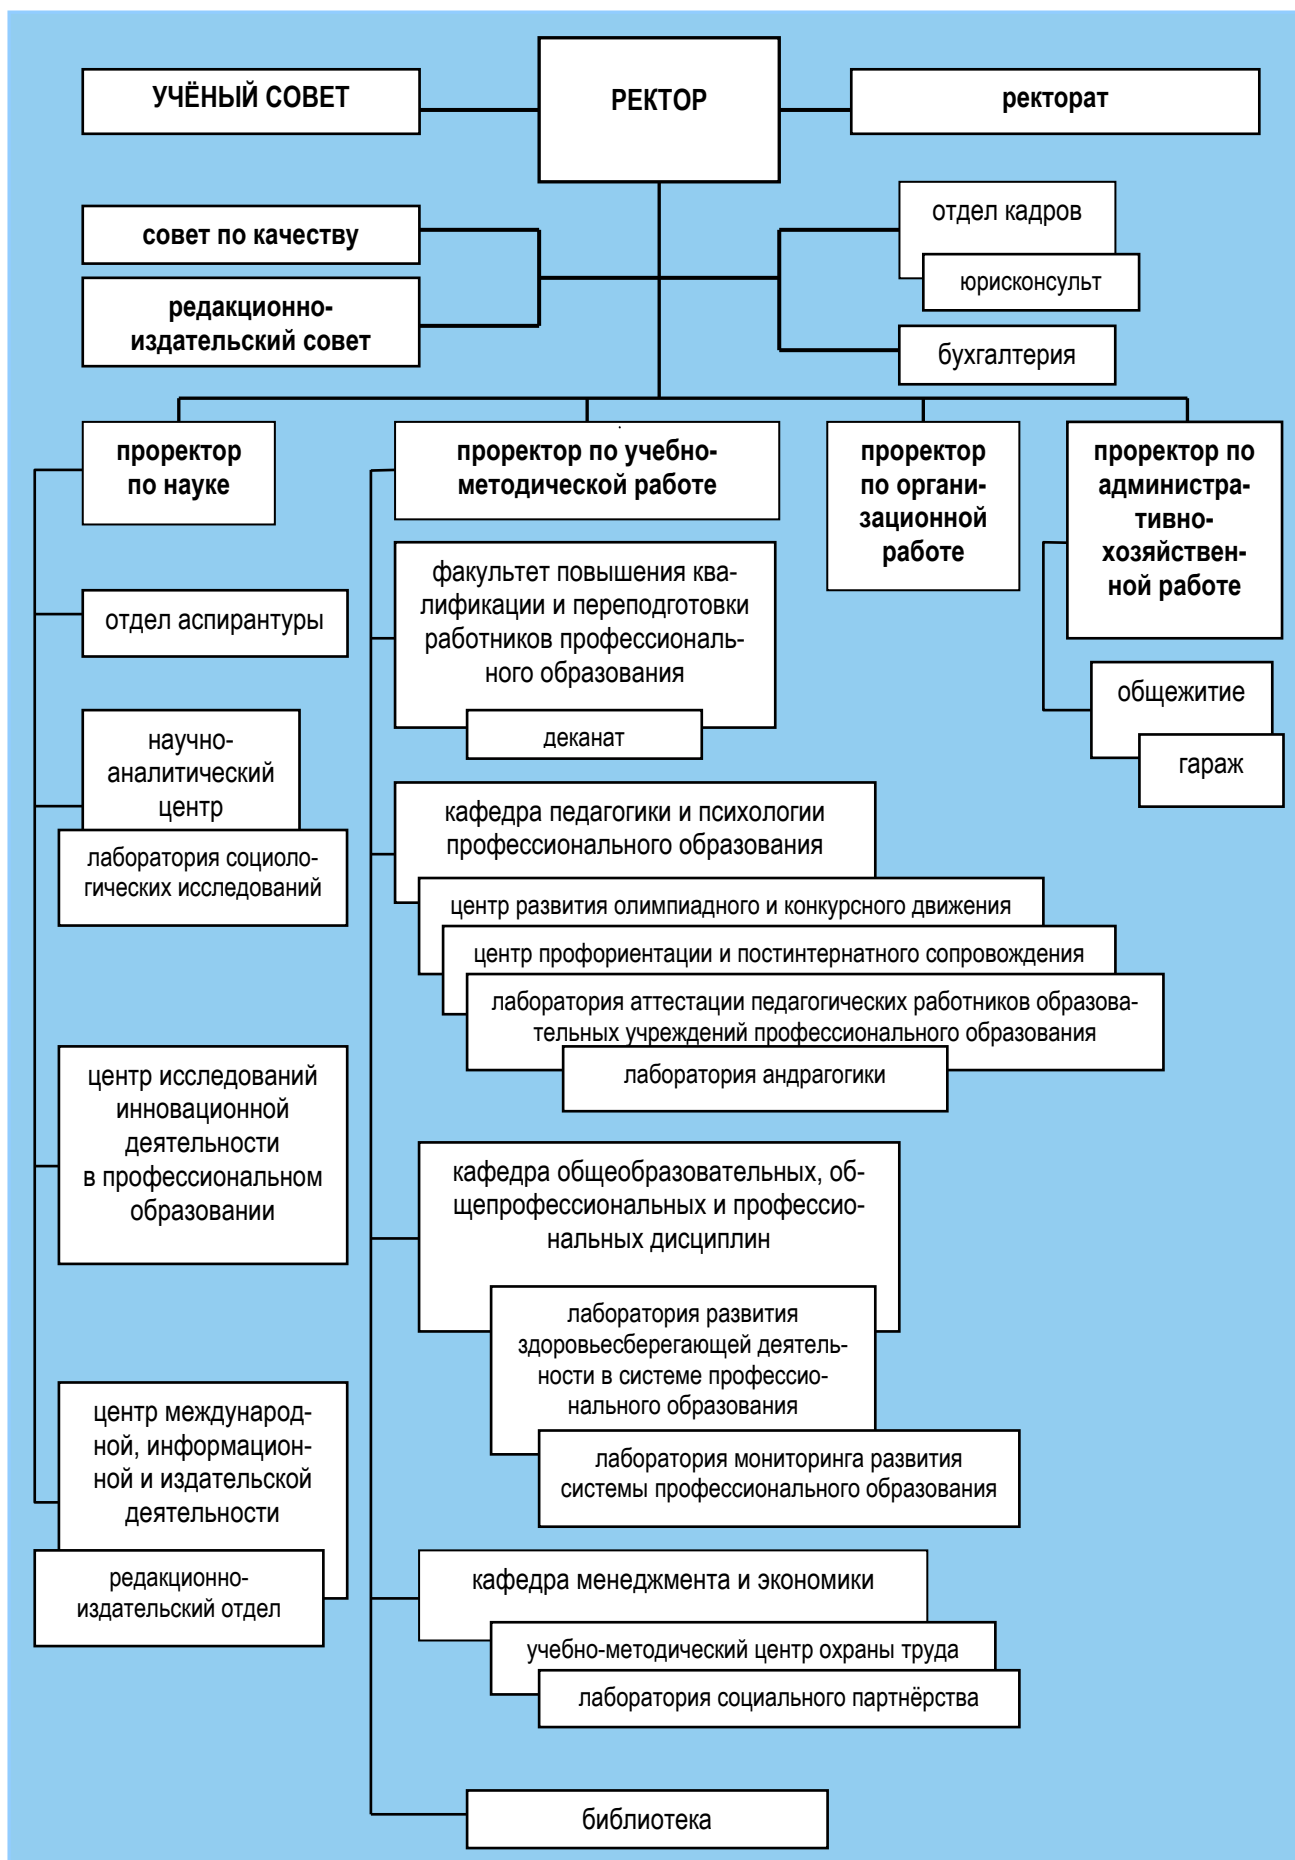 УЧЁНЫЙ СОВЕТ
РЕКТОР
ректорат
совет по качеству
редакционно-
издательский совет
отдел кадров
юрисконсульт
бухгалтерия
проректор
по науке
проректор по учебно-
методической работе
проректор
по органи-
зационной
работе
проректор по
администра-
тивно-
хозяйствен-
ной работе
отдел аспирантуры
научно-
аналитический
центр
лаборатория социоло-
гических исследований
центр исследований
инновационной
деятельности
в профессиональном
образовании
центр международ-
ной, информацион-
ной и издательской
деятельности
редакционно-
издательский отдел
факультет повышения ква-
лификации и переподготовки
работников профессиональ-
ного образования
деканат
кафедра педагогики и психологии
профессионального образования
центр развития олимпиадного и конкурсного движения
центр профориентации и постинтернатного сопровождения
лаборатория аттестации педагогических работников образова-
тельных учреждений профессионального образования
лаборатория андрагогики
кафедра общеобразовательных, об-
щепрофессиональных и профессио-
нальных дисциплин
лаборатория развития
здоровьесберегающей деятель-
ности в системе профессио-
нального образования
лаборатория мониторинга развития
системы профессионального образования
кафедра менеджмента и экономики
учебно-методический центр охраны труда
лаборатория социального партнёрства
библиотека
общежитие
гараж